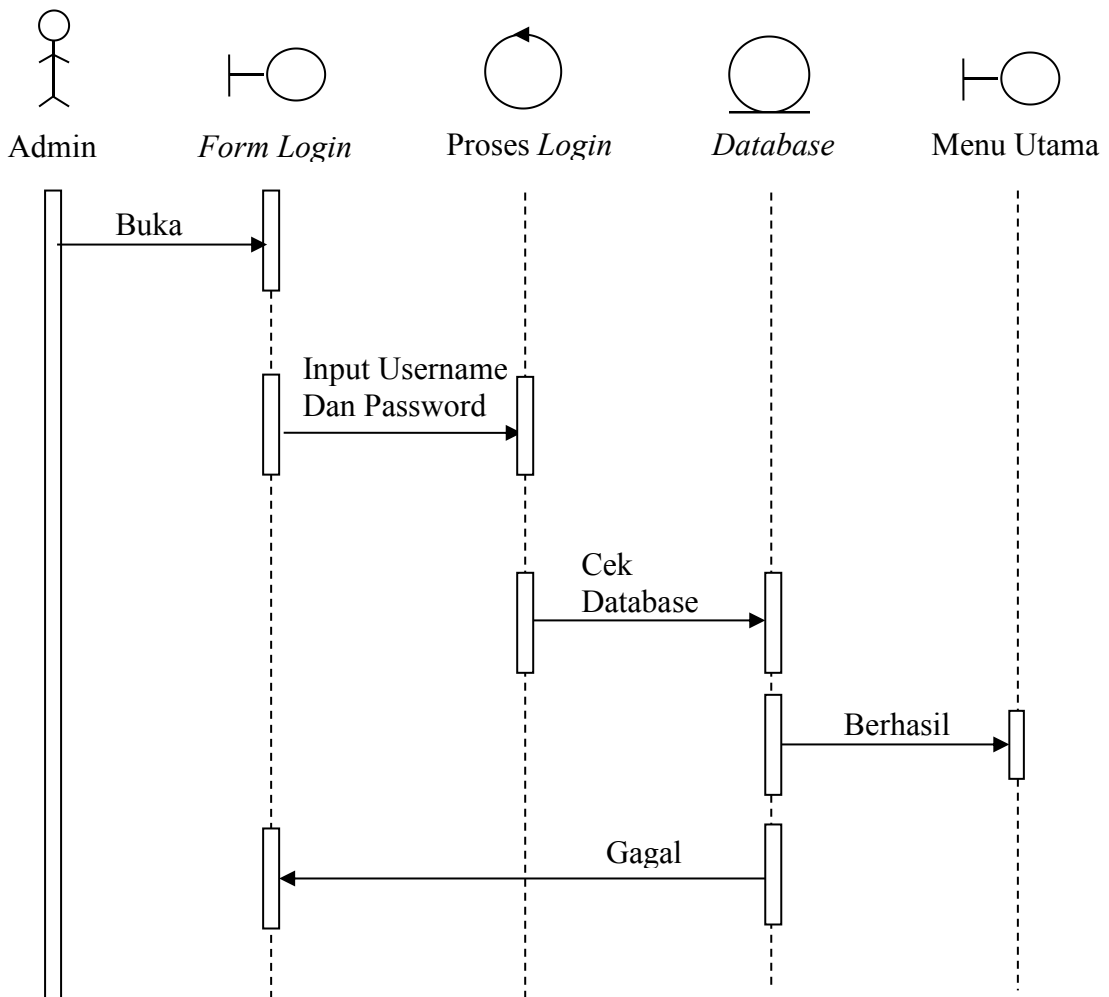 Admin
Form Login
Proses Login
Database
Menu Utama
Buka
Input Username
Dan Password
Cek
Database
Berhasil
Gagal